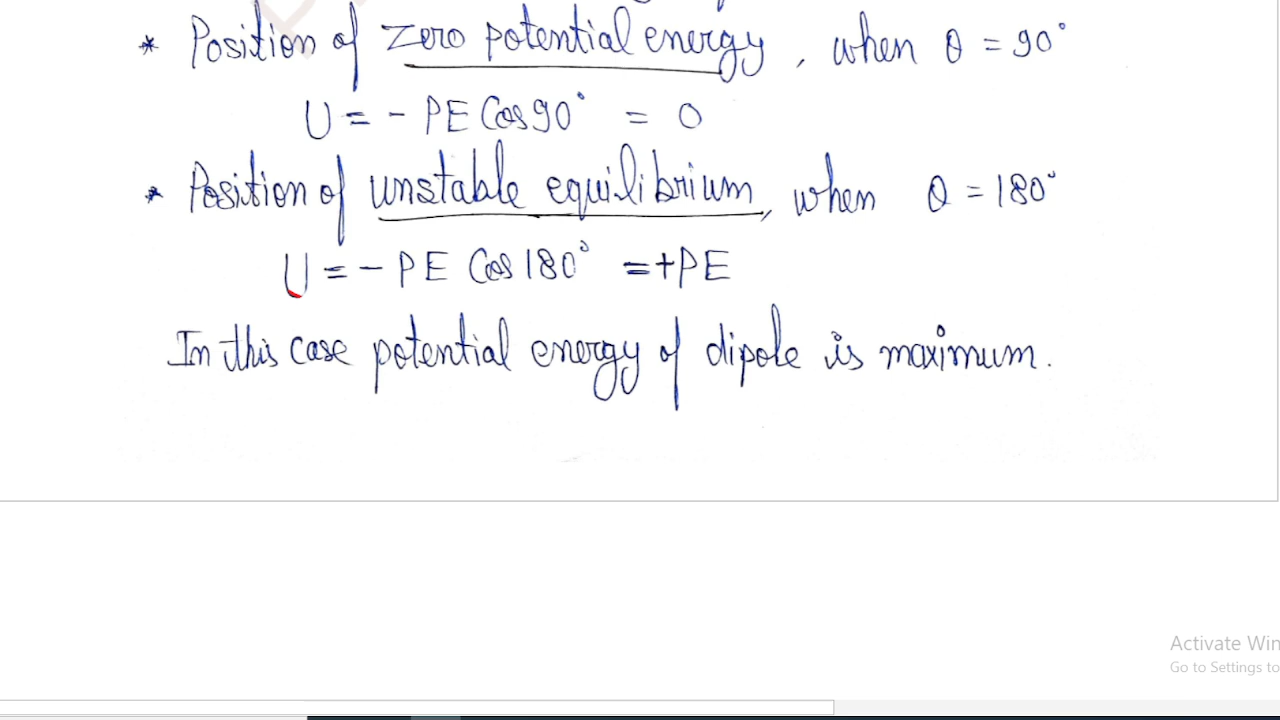 * Position of zero potential energy, when θ = 90°
U = - PE Cos 90° = 0
* Position of unstable equilibrium, when θ = 180°
U = - PE Cos 180° = +PE
In this case potential energy of dipole is maximum.
Activate Win
Go to Settings to